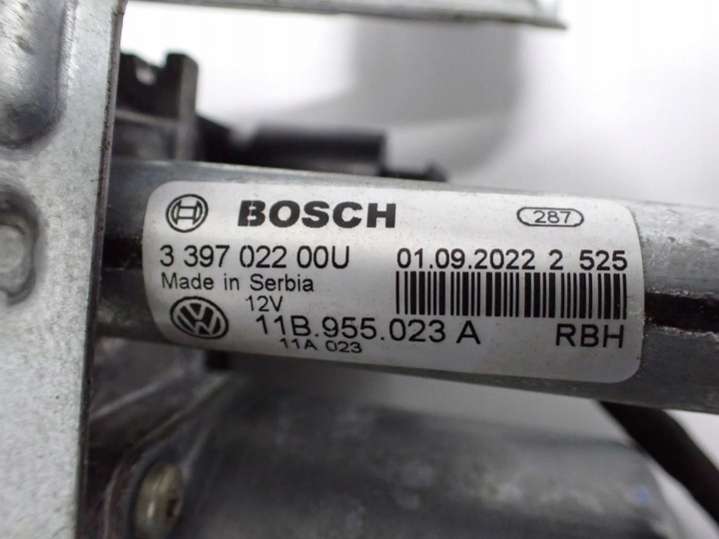 BOSCH 287
3 397 022 00U 01.09.2022 2 525
Made in Serbia
12V
11B.955.023 A RBH
11A 023